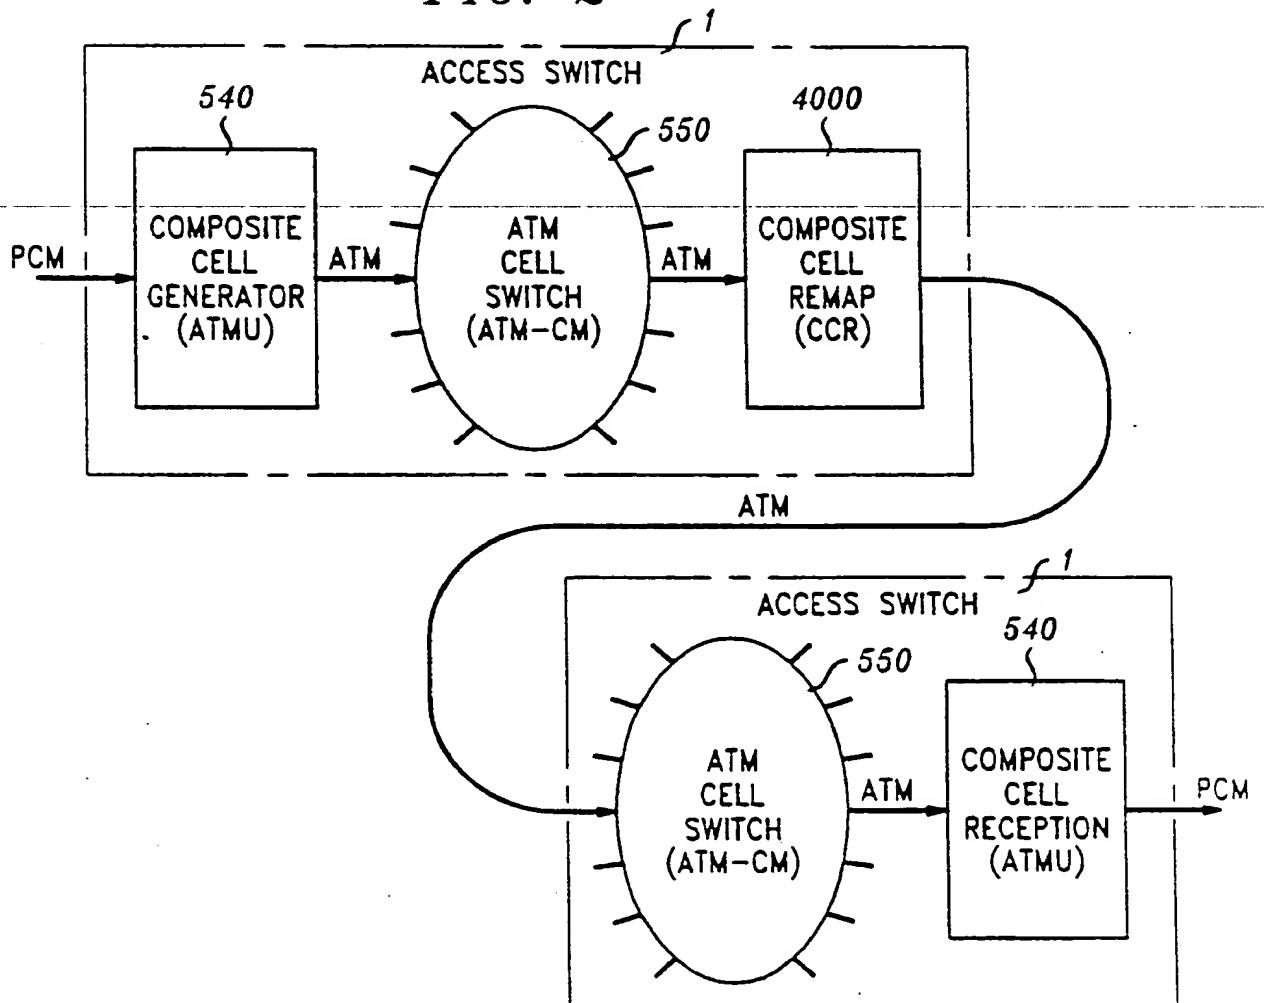 FIG. 2
1
ACCESS SWITCH
540
550
4000
PCM
COMPOSITE
CELL
GENERATOR
(ATMU)
ATM
ATM
CELL
SWITCH
(ATM-CM)
ATM
COMPOSITE
CELL
REMAP
(CCR)
ATM
1
ACCESS SWITCH
550
540
ATM
CELL
SWITCH
(ATM-CM)
ATM
COMPOSITE
CELL
RECEPTION
(ATMU)
PCM